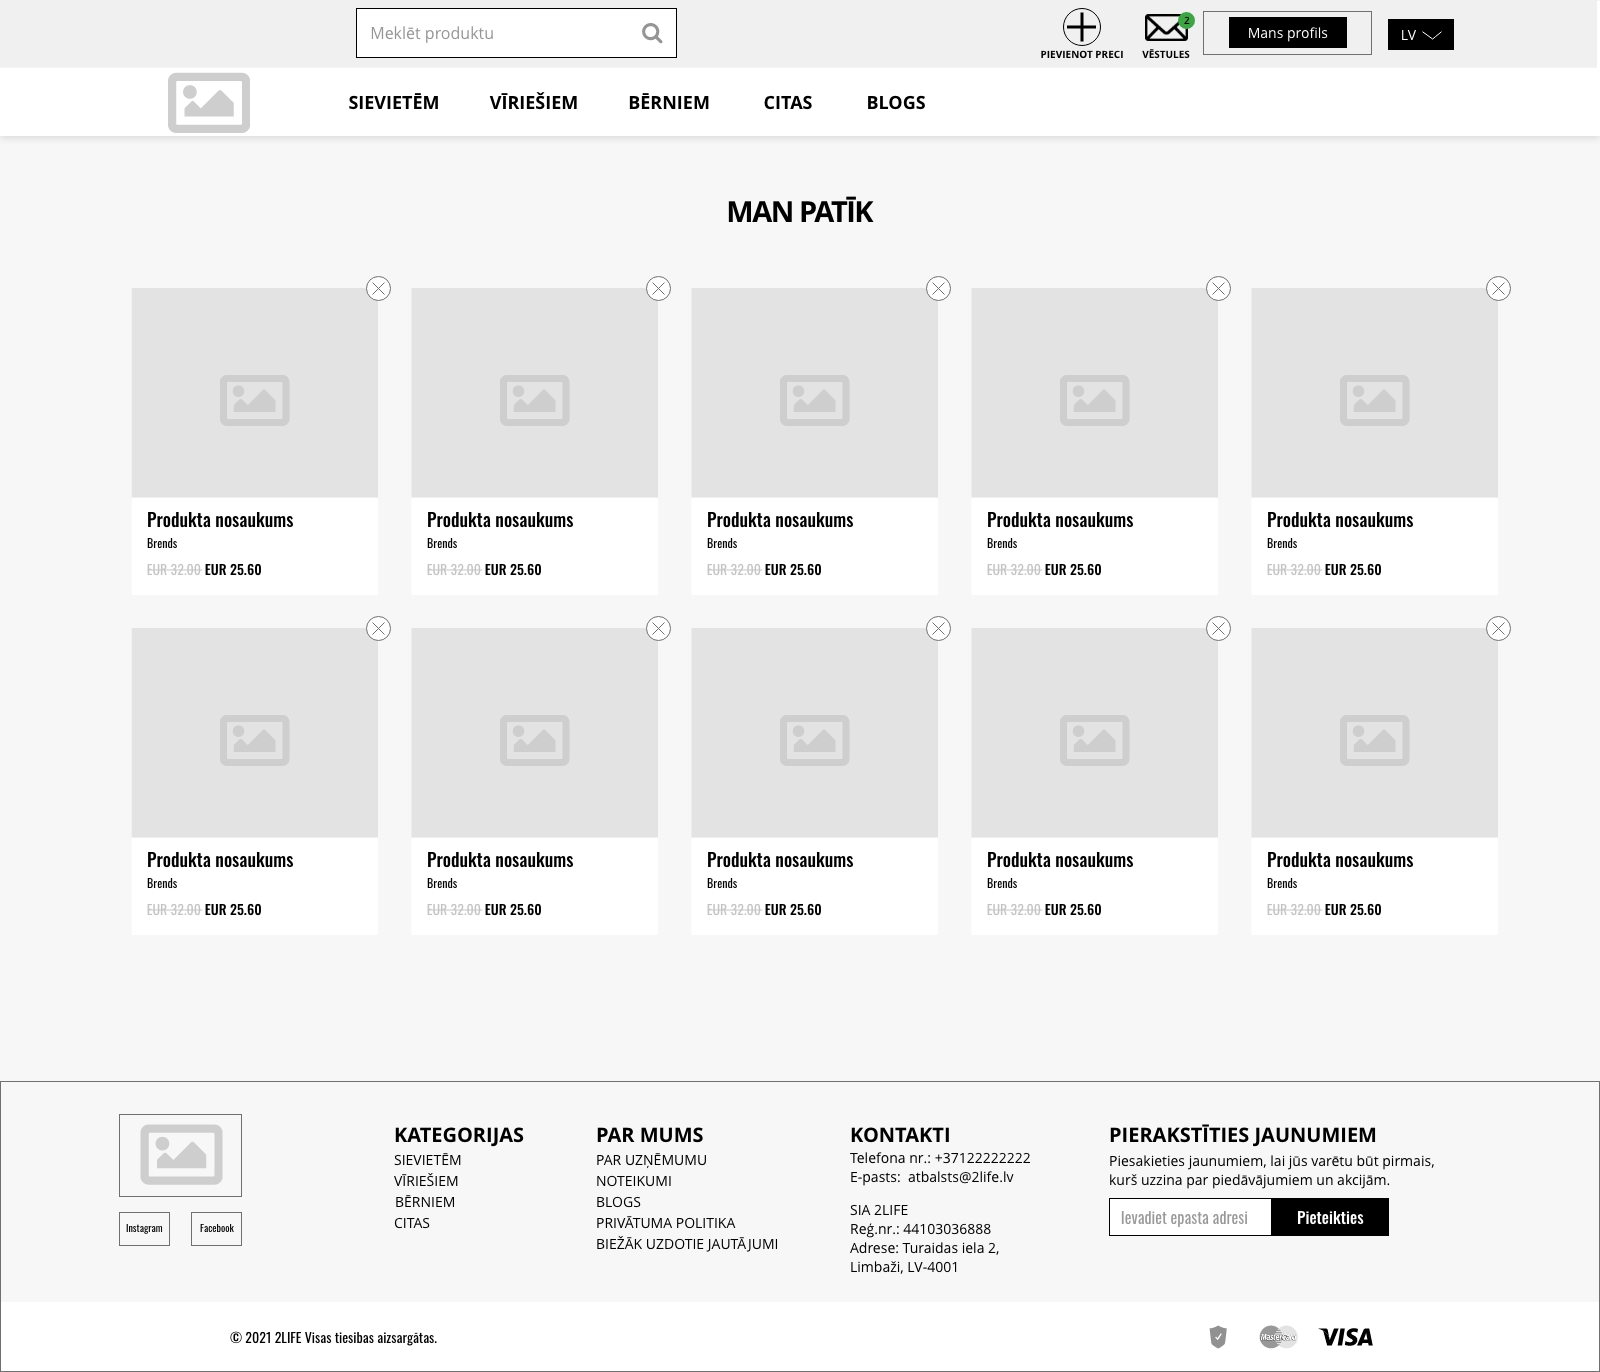 Meklēt produktu
PIEVIENOT PRECI
VĒSTULES
2
Mans profils
LV
SIEVIETĒM VĪRIEŠIEM BĒRNIEM CITAS BLOGS
MAN PATĪK
Produkta nosaukums Produkta nosaukums Produkta nosaukums Produkta nosaukums Produkta nosaukums
Brends Brends Brends Brends Brends
EUR 32.00 EUR 25.60 EUR 32.00 EUR 25.60 EUR 32.00 EUR 25.60 EUR 32.00 EUR 25.60 EUR 32.00 EUR 25.60
Produkta nosaukums Produkta nosaukums Produkta nosaukums Produkta nosaukums Produkta nosaukums
Brends Brends Brends Brends Brends
EUR 32.00 EUR 25.60 EUR 32.00 EUR 25.60 EUR 32.00 EUR 25.60 EUR 32.00 EUR 25.60 EUR 32.00 EUR 25.60
Instagram Facebook
KATEGORIJAS
SIEVIETĒM
VĪRIEŠIEM
BĒRNIEM
CITAS
PAR MUMS
PAR UZŅĒMUMU
NOTEIKUMI
BLOGS
PRIVĀTUMA POLITIKA
BIEŽĀK UZDOTIE JAUTĀJUMI
KONTAKTI
Telefona nr.: +37122222222
E-pasts: atbalsts@2life.lv
SIA 2LIFE
Reģ.nr.: 44103036888
Adrese: Turaidas iela 2,
Limbaži, LV-4001
PIERAKSTĪTIES JAUNUMIEM
Piesakieties jaunumiem, lai jūs varētu būt pirmais,
kurš uzzina par piedāvājumiem un akcijām.
Ievadiet epasta adresi
Pieteikties
© 2021 2LIFE Visas tiesibas aizsargātas.
MasterCard
VISA